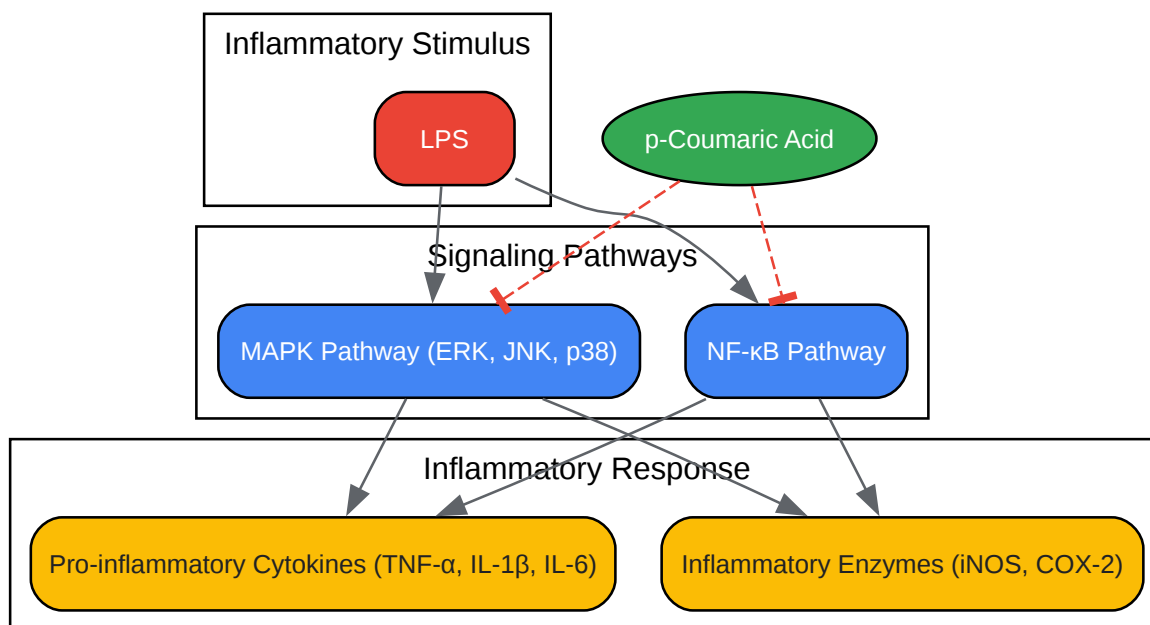 Inflammatory Stimulus
LPS
p-Coumaric Acid
Signaling Pathways
MAPK Pathway (ERK, JNK, p38)
NF-κB Pathway
Inflammatory Response
Pro-inflammatory Cytokines (TNF-α, IL-1β, IL-6)
Inflammatory Enzymes (iNOS, COX-2)